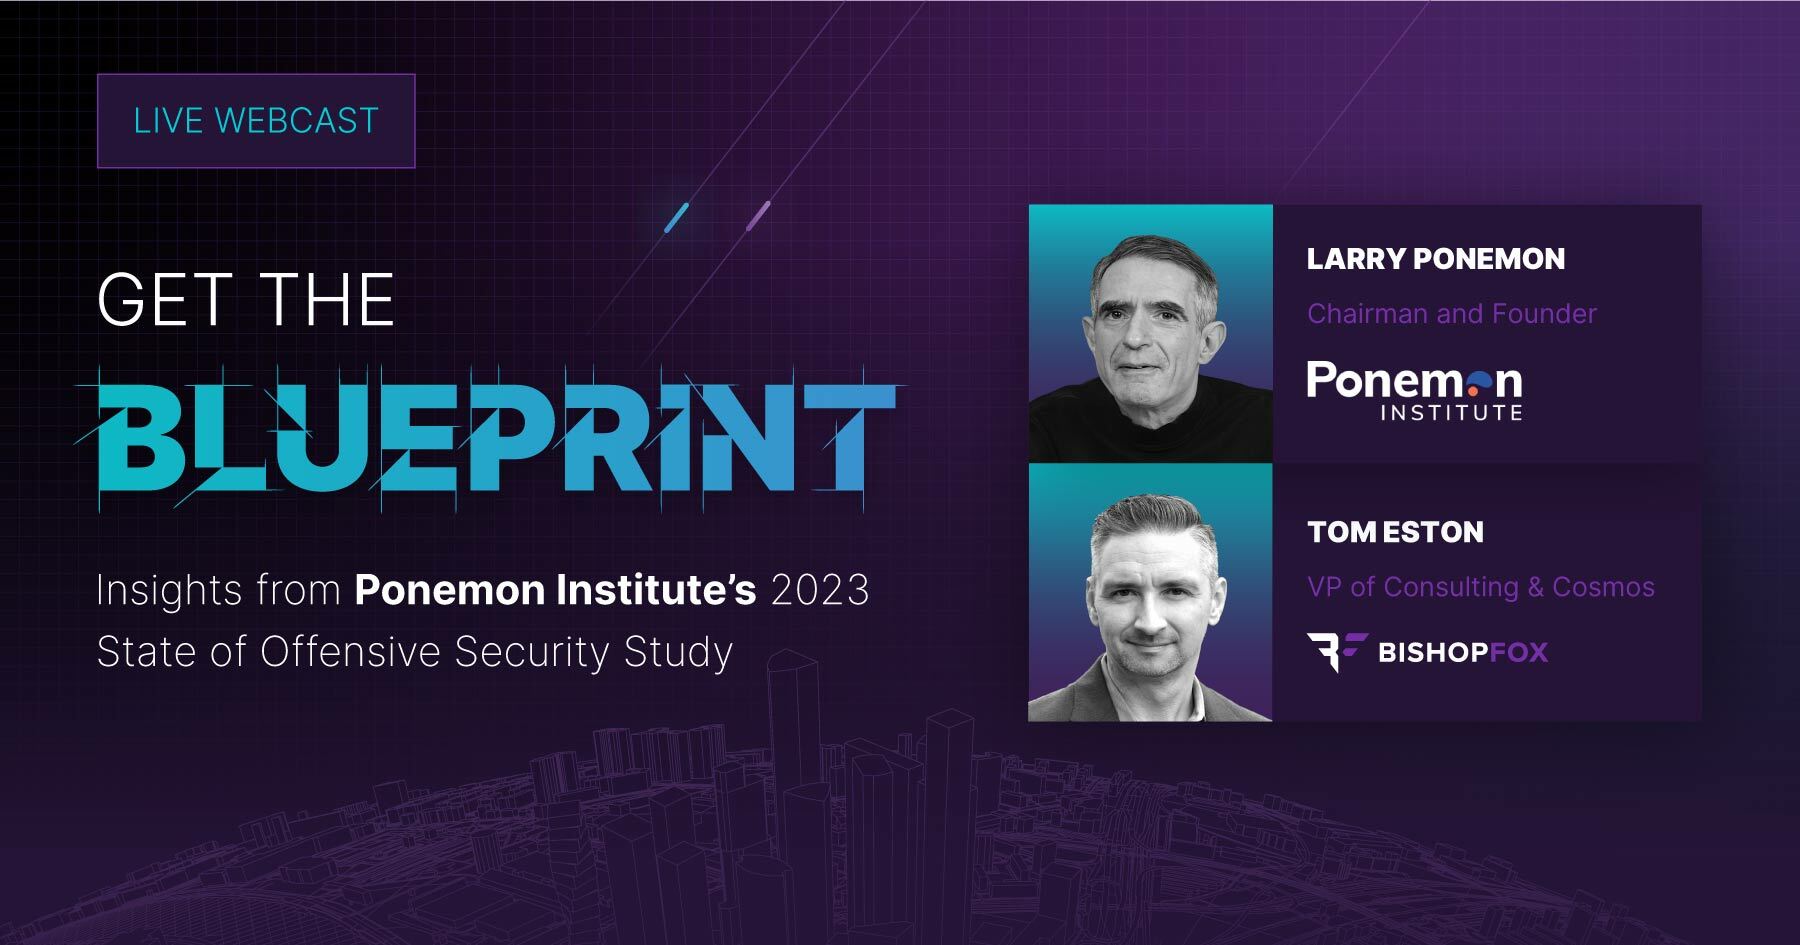 LIVE WEBCAST
GET THE
BLUEPRINT
Insights from Ponemon Institute’s 2023
State of Offensive Security Study
LARRY PONEMON
Chairman and Founder
Ponemon
INSTITUTE
TOM ESTON
VP of Consulting & Cosmos
BISHOPFOX